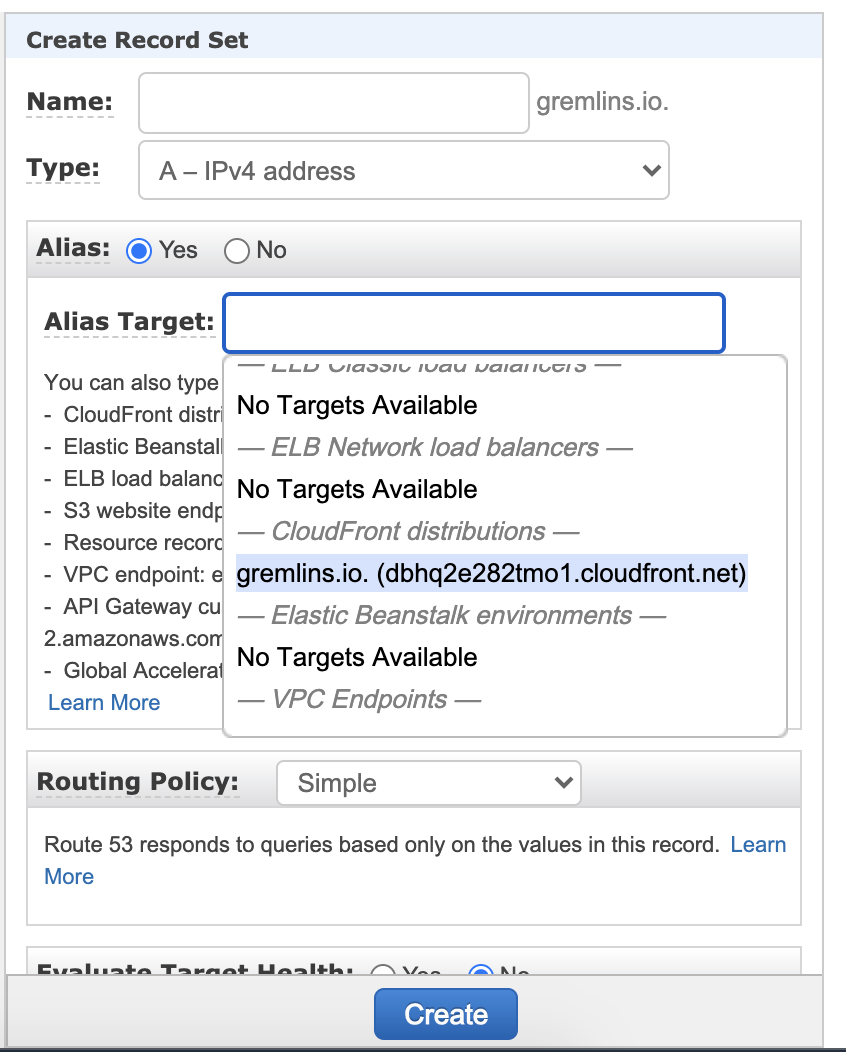 Create Record Set
Name: gremlins.io.
Type: A – IPv4 address
Alias: Yes No
Alias Target:
— ELB Classic load balancers —
You can also type
No Targets Available
- CloudFront distri
- Elastic Beanstall
— ELB Network load balancers —
- ELB load balanc
No Targets Available
- S3 website endp
- Resource record
— CloudFront distributions —
- VPC endpoint: e
gremlins.io. (dbhq2e282tmo1.cloudfront.net)
- API Gateway cu
— Elastic Beanstalk environments —
2.amazonaws.com
No Targets Available
- Global Accelerat
Learn More
— VPC Endpoints —
Routing Policy: Simple
Route 53 responds to queries based only on the values in this record. Learn
More
Evaluate Target Health: Yes No
Create